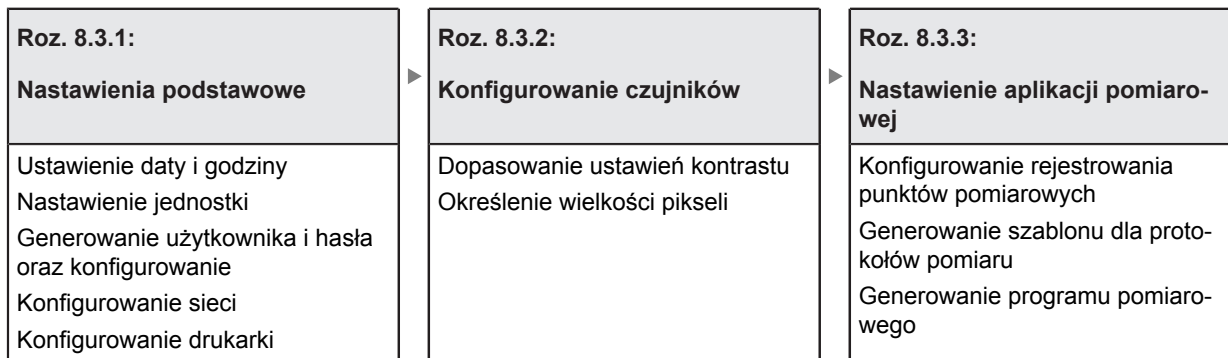 Roz. 8.3.1:
Nastawienia podstawowe
Ustawienie daty i godziny
Nastawienie jednostki
Generowanie użytkownika i hasła
oraz konfigurowanie
Konfigurowanie sieci
Konfigurowanie drukarki
Roz. 8.3.2:
Konfigurowanie czujników
Dopasowanie ustawień kontrastu
Określenie wielkości pikseli
Roz. 8.3.3:
Nastawienie aplikacji pomiaro-
wej
Konfigurowanie rejestrowania
punktów pomiarowych
Generowanie szablonu dla proto-
kołów pomiaru
Generowanie programu pomiaro-
wego